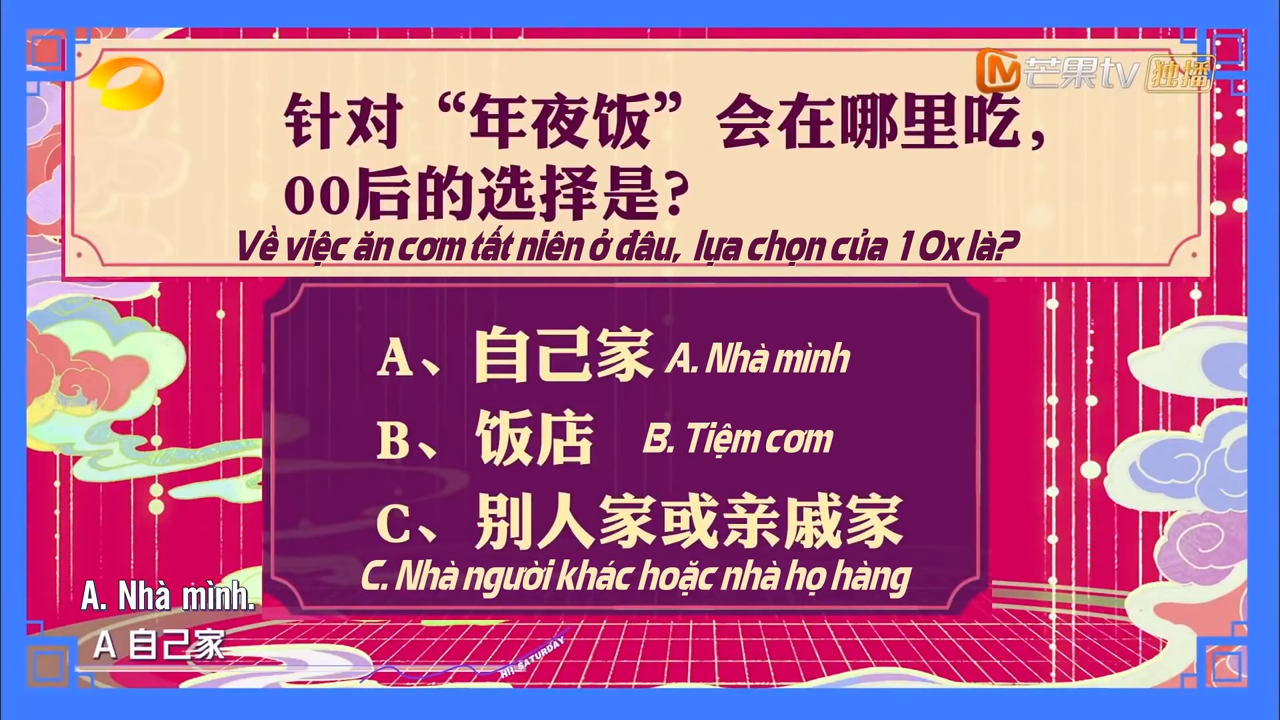 芒果tv 独播
针对“年夜饭”会在哪里吃，
00后的选择是?
Về việc ăn cơm tất niên ở đâu, lựa chọn của 10x là?
A、自己家 A. Nhà mình
B、饭店 B. Tiệm cơm
C、别人家或亲戚家
C. Nhà người khác hoặc nhà họ hàng
A. Nhà mình.
A 自己家
HI! SATURDAY